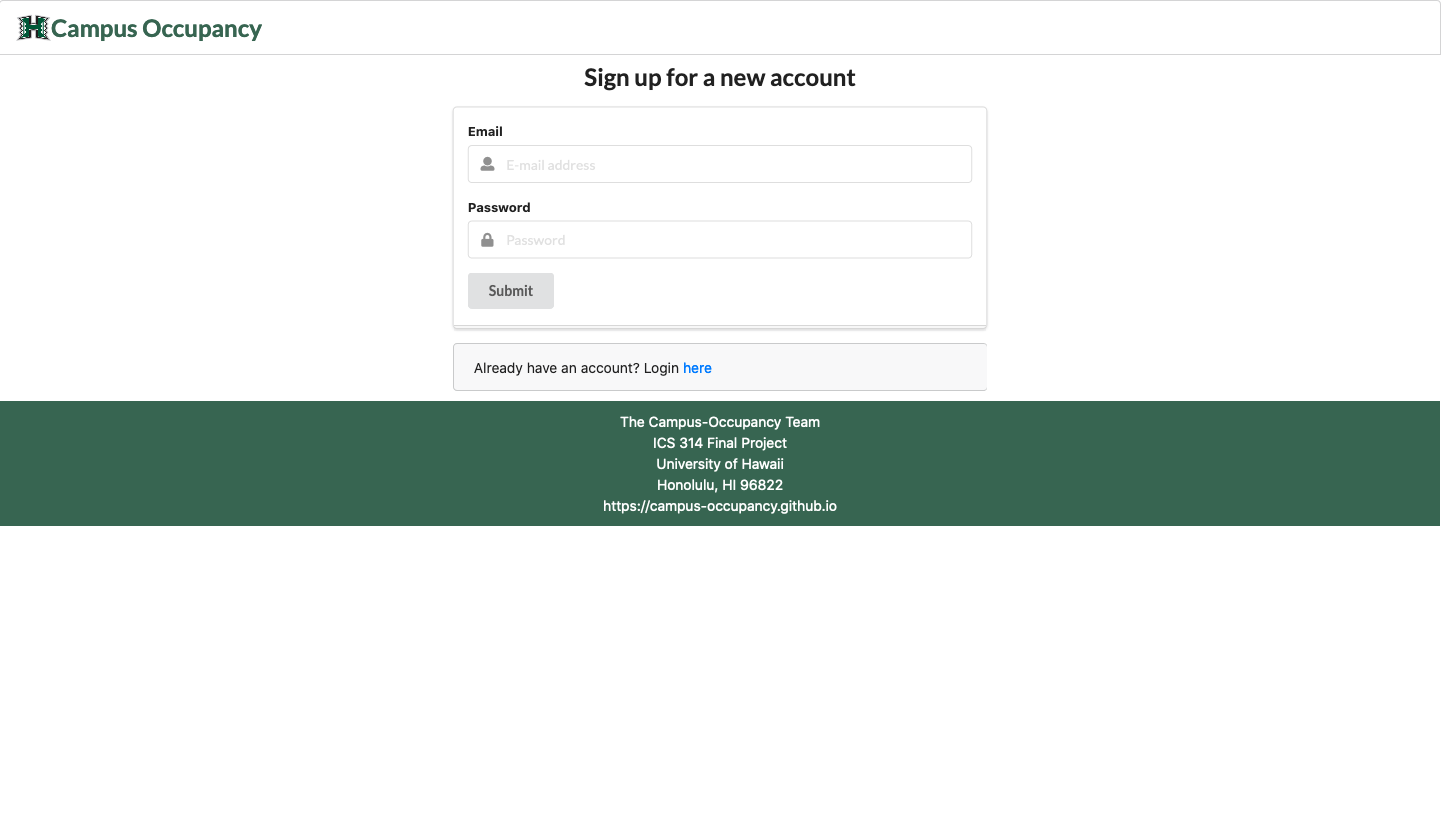 Campus Occupancy
Sign up for a new account
Email
E-mail address
Password
Password
Submit
Already have an account? Login here
The Campus-Occupancy Team
ICS 314 Final Project
University of Hawaii
Honolulu, HI 96822
https://campus-occupancy.github.io